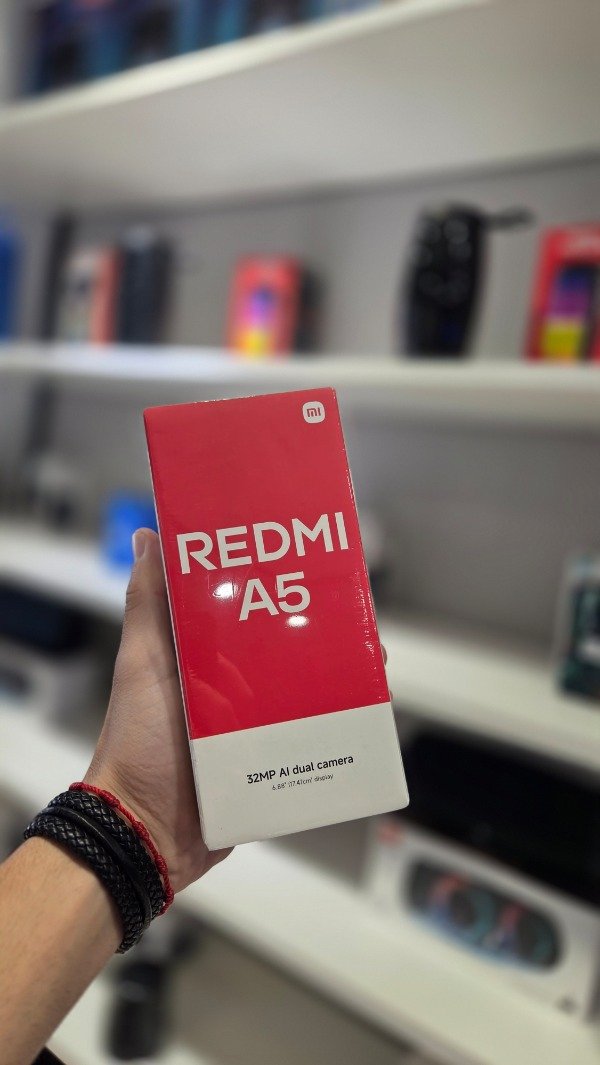 mi
REDMI
A5
32MP AI dual camera
6.88" (17.47cm) display